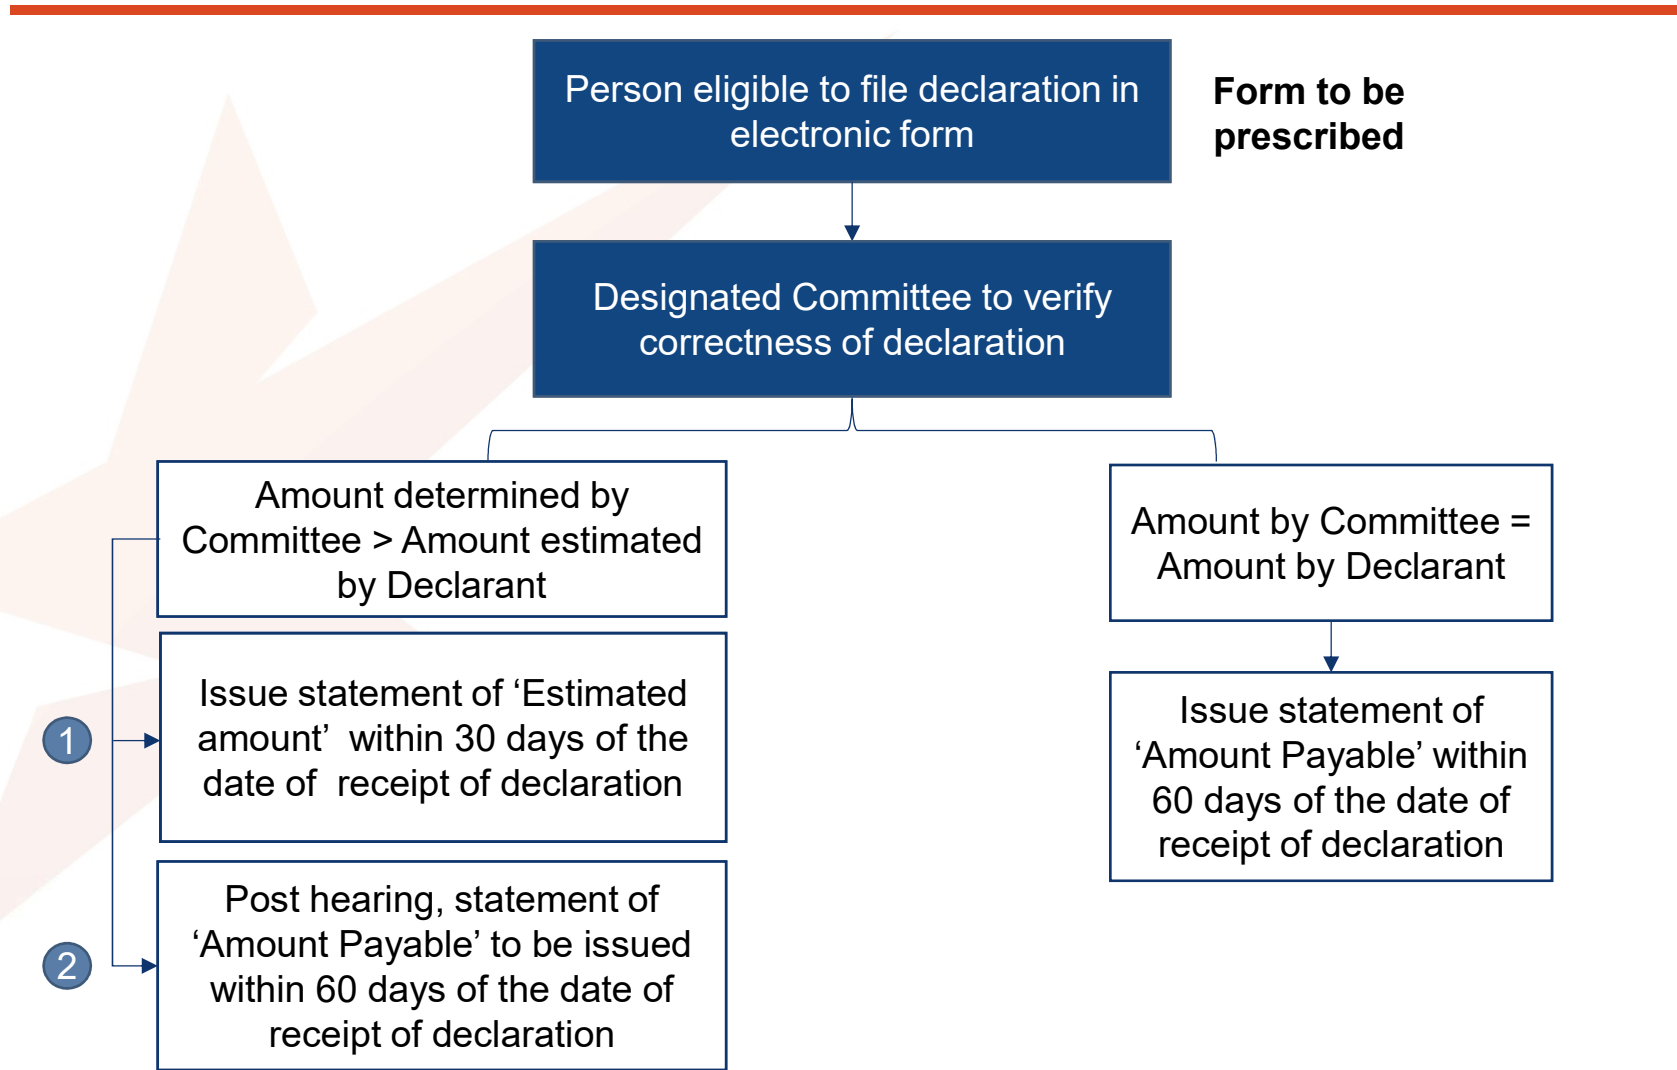 Person eligible to file declaration in
electronic form
Form to be
prescribed
Designated Committee to verify
correctness of declaration
Amount determined by
Committee > Amount estimated
by Declarant
Amount by Committee =
Amount by Declarant
1
Issue statement of ‘Estimated
amount’ within 30 days of the
date of receipt of declaration
Issue statement of
‘Amount Payable’ within
60 days of the date of
receipt of declaration
2
Post hearing, statement of
‘Amount Payable’ to be issued
within 60 days of the date of
receipt of declaration